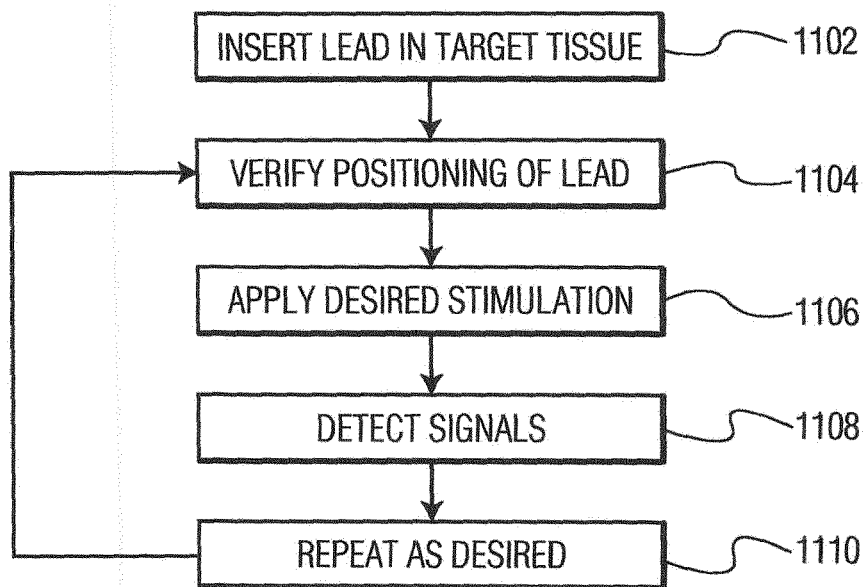 INSERT LEAD IN TARGET TISSUE 1102
VERIFY POSITIONING OF LEAD 1104
APPLY DESIRED STIMULATION 1106
DETECT SIGNALS 1108
REPEAT AS DESIRED 1110